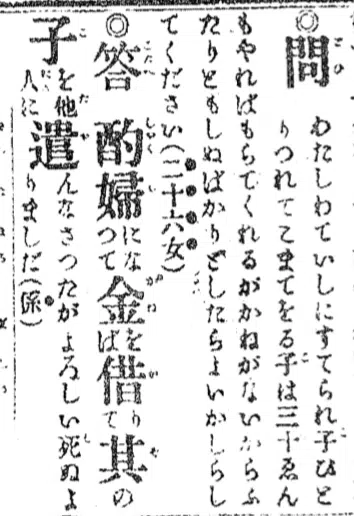 ◎問 わたしわていしにすてられ子ひと
りつれてこまてをる子は三十ゑん
もやればもらてくれるがかねがないからふ
たりともしぬばかりどしたらよいかしらし
てください(二十六女)
◎答 酌婦になつて金を借りて其の
子を他人に遣んなさつたがよろしい死ぬよ
りました(係)